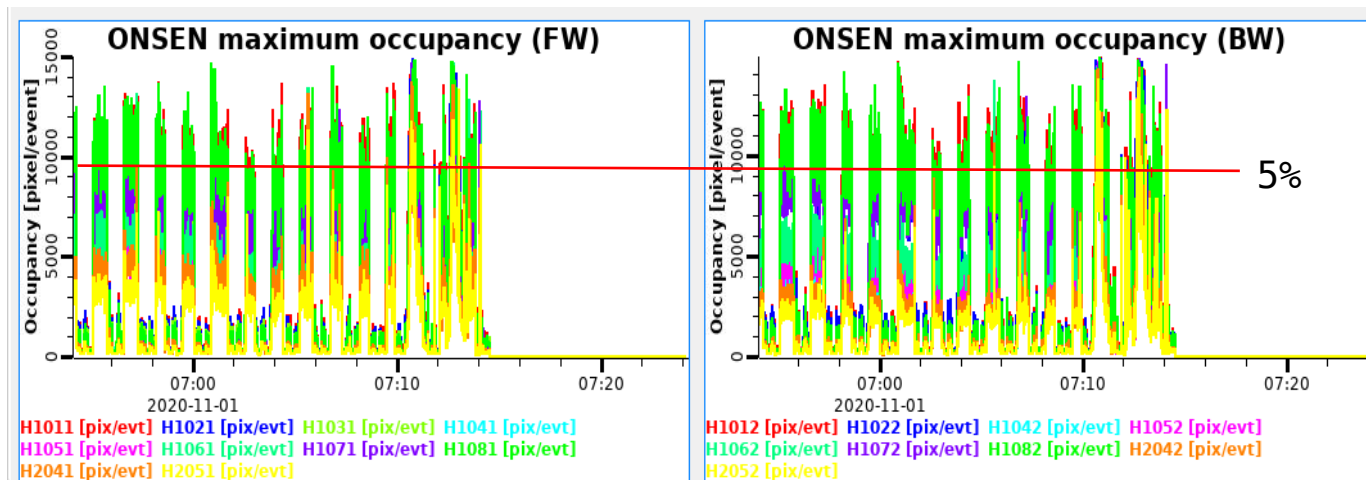 ONSEN maximum occupancy (FW)
Occupancy [pixel/event]
15000
10000
5000
0
07:00
07:10
07:20
2020-11-01
H1011 [pix/evt] H1021 [pix/evt] H1031 [pix/evt] H1041 [pix/evt]
H1051 [pix/evt] H1061 [pix/evt] H1071 [pix/evt] H1081 [pix/evt]
H2041 [pix/evt] H2051 [pix/evt]
ONSEN maximum occupancy (BW)
Occupancy [pixel/event]
10000
5000
0
07:00
07:10
07:20
2020-11-01
H1012 [pix/evt] H1022 [pix/evt] H1042 [pix/evt] H1052 [pix/evt]
H1062 [pix/evt] H1072 [pix/evt] H1082 [pix/evt] H2042 [pix/evt]
H2052 [pix/evt]
5%